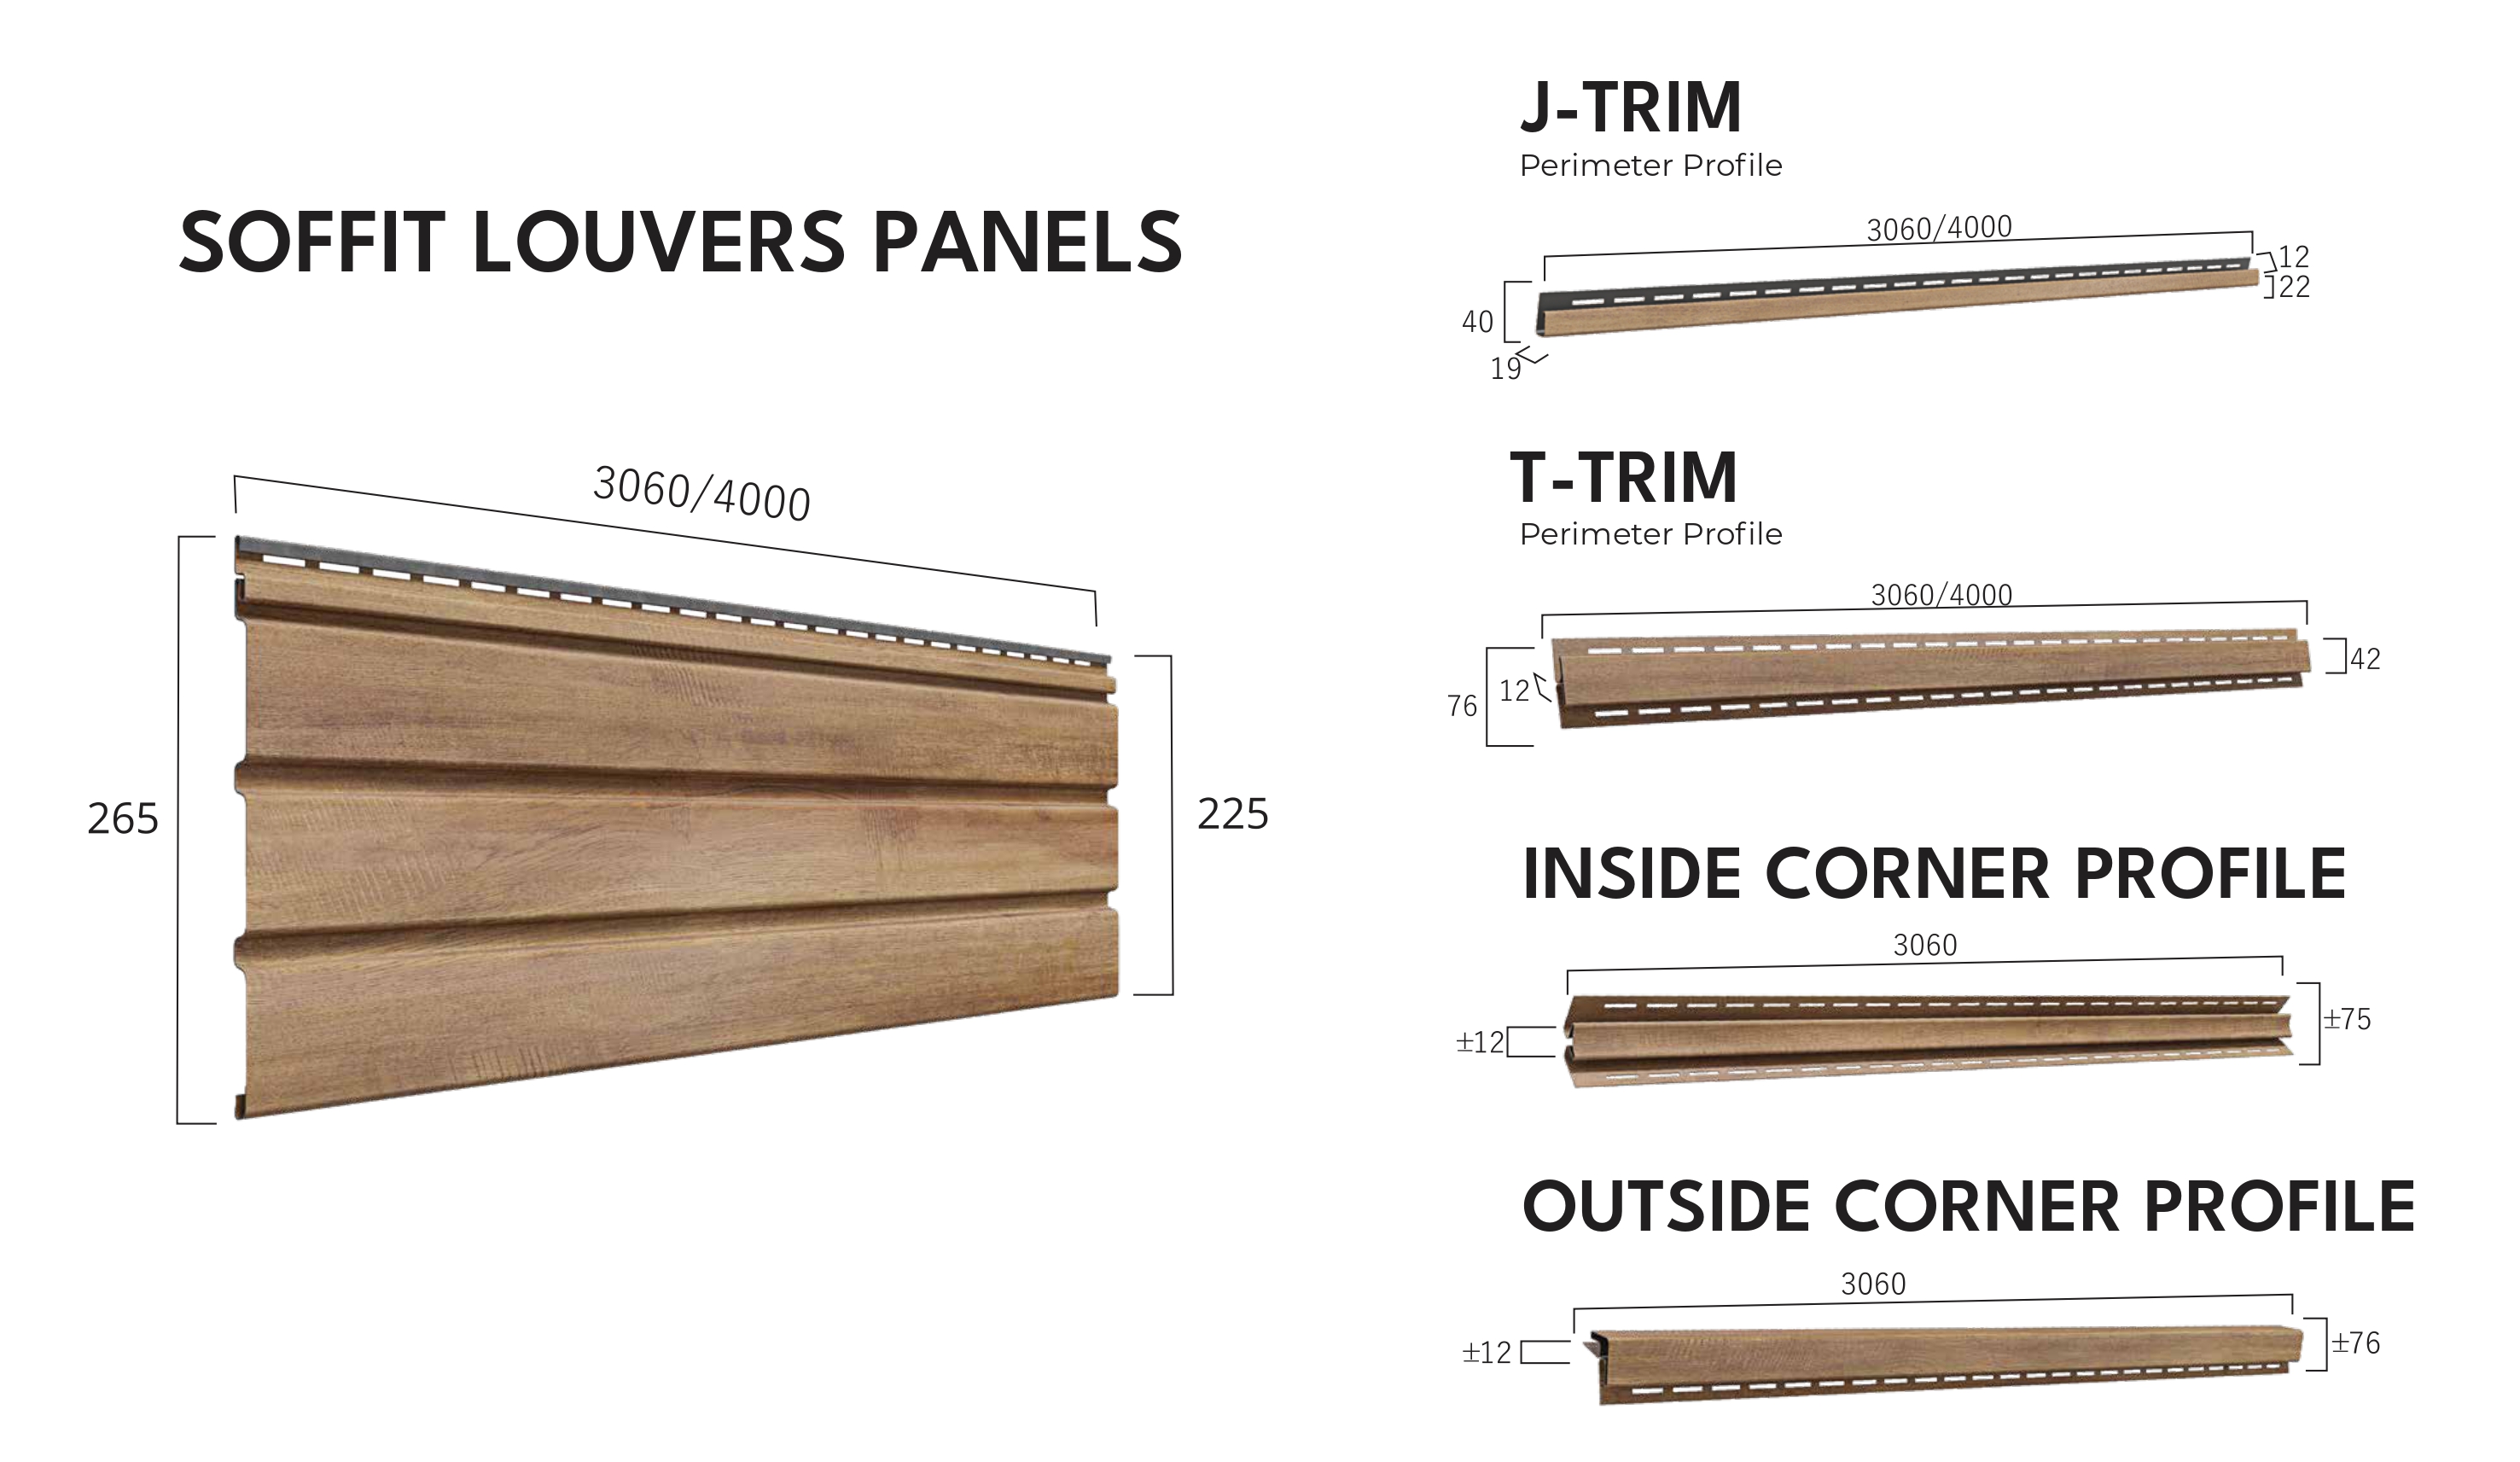 SOFFIT LOUVERS PANELS
3060/4000
265
225
J-TRIM
Perimeter Profile
3060/4000
12
22
40
19
T-TRIM
Perimeter Profile
3060/4000
42
76
12
INSIDE CORNER PROFILE
3060
±75
±12
OUTSIDE CORNER PROFILE
3060
±76
±12